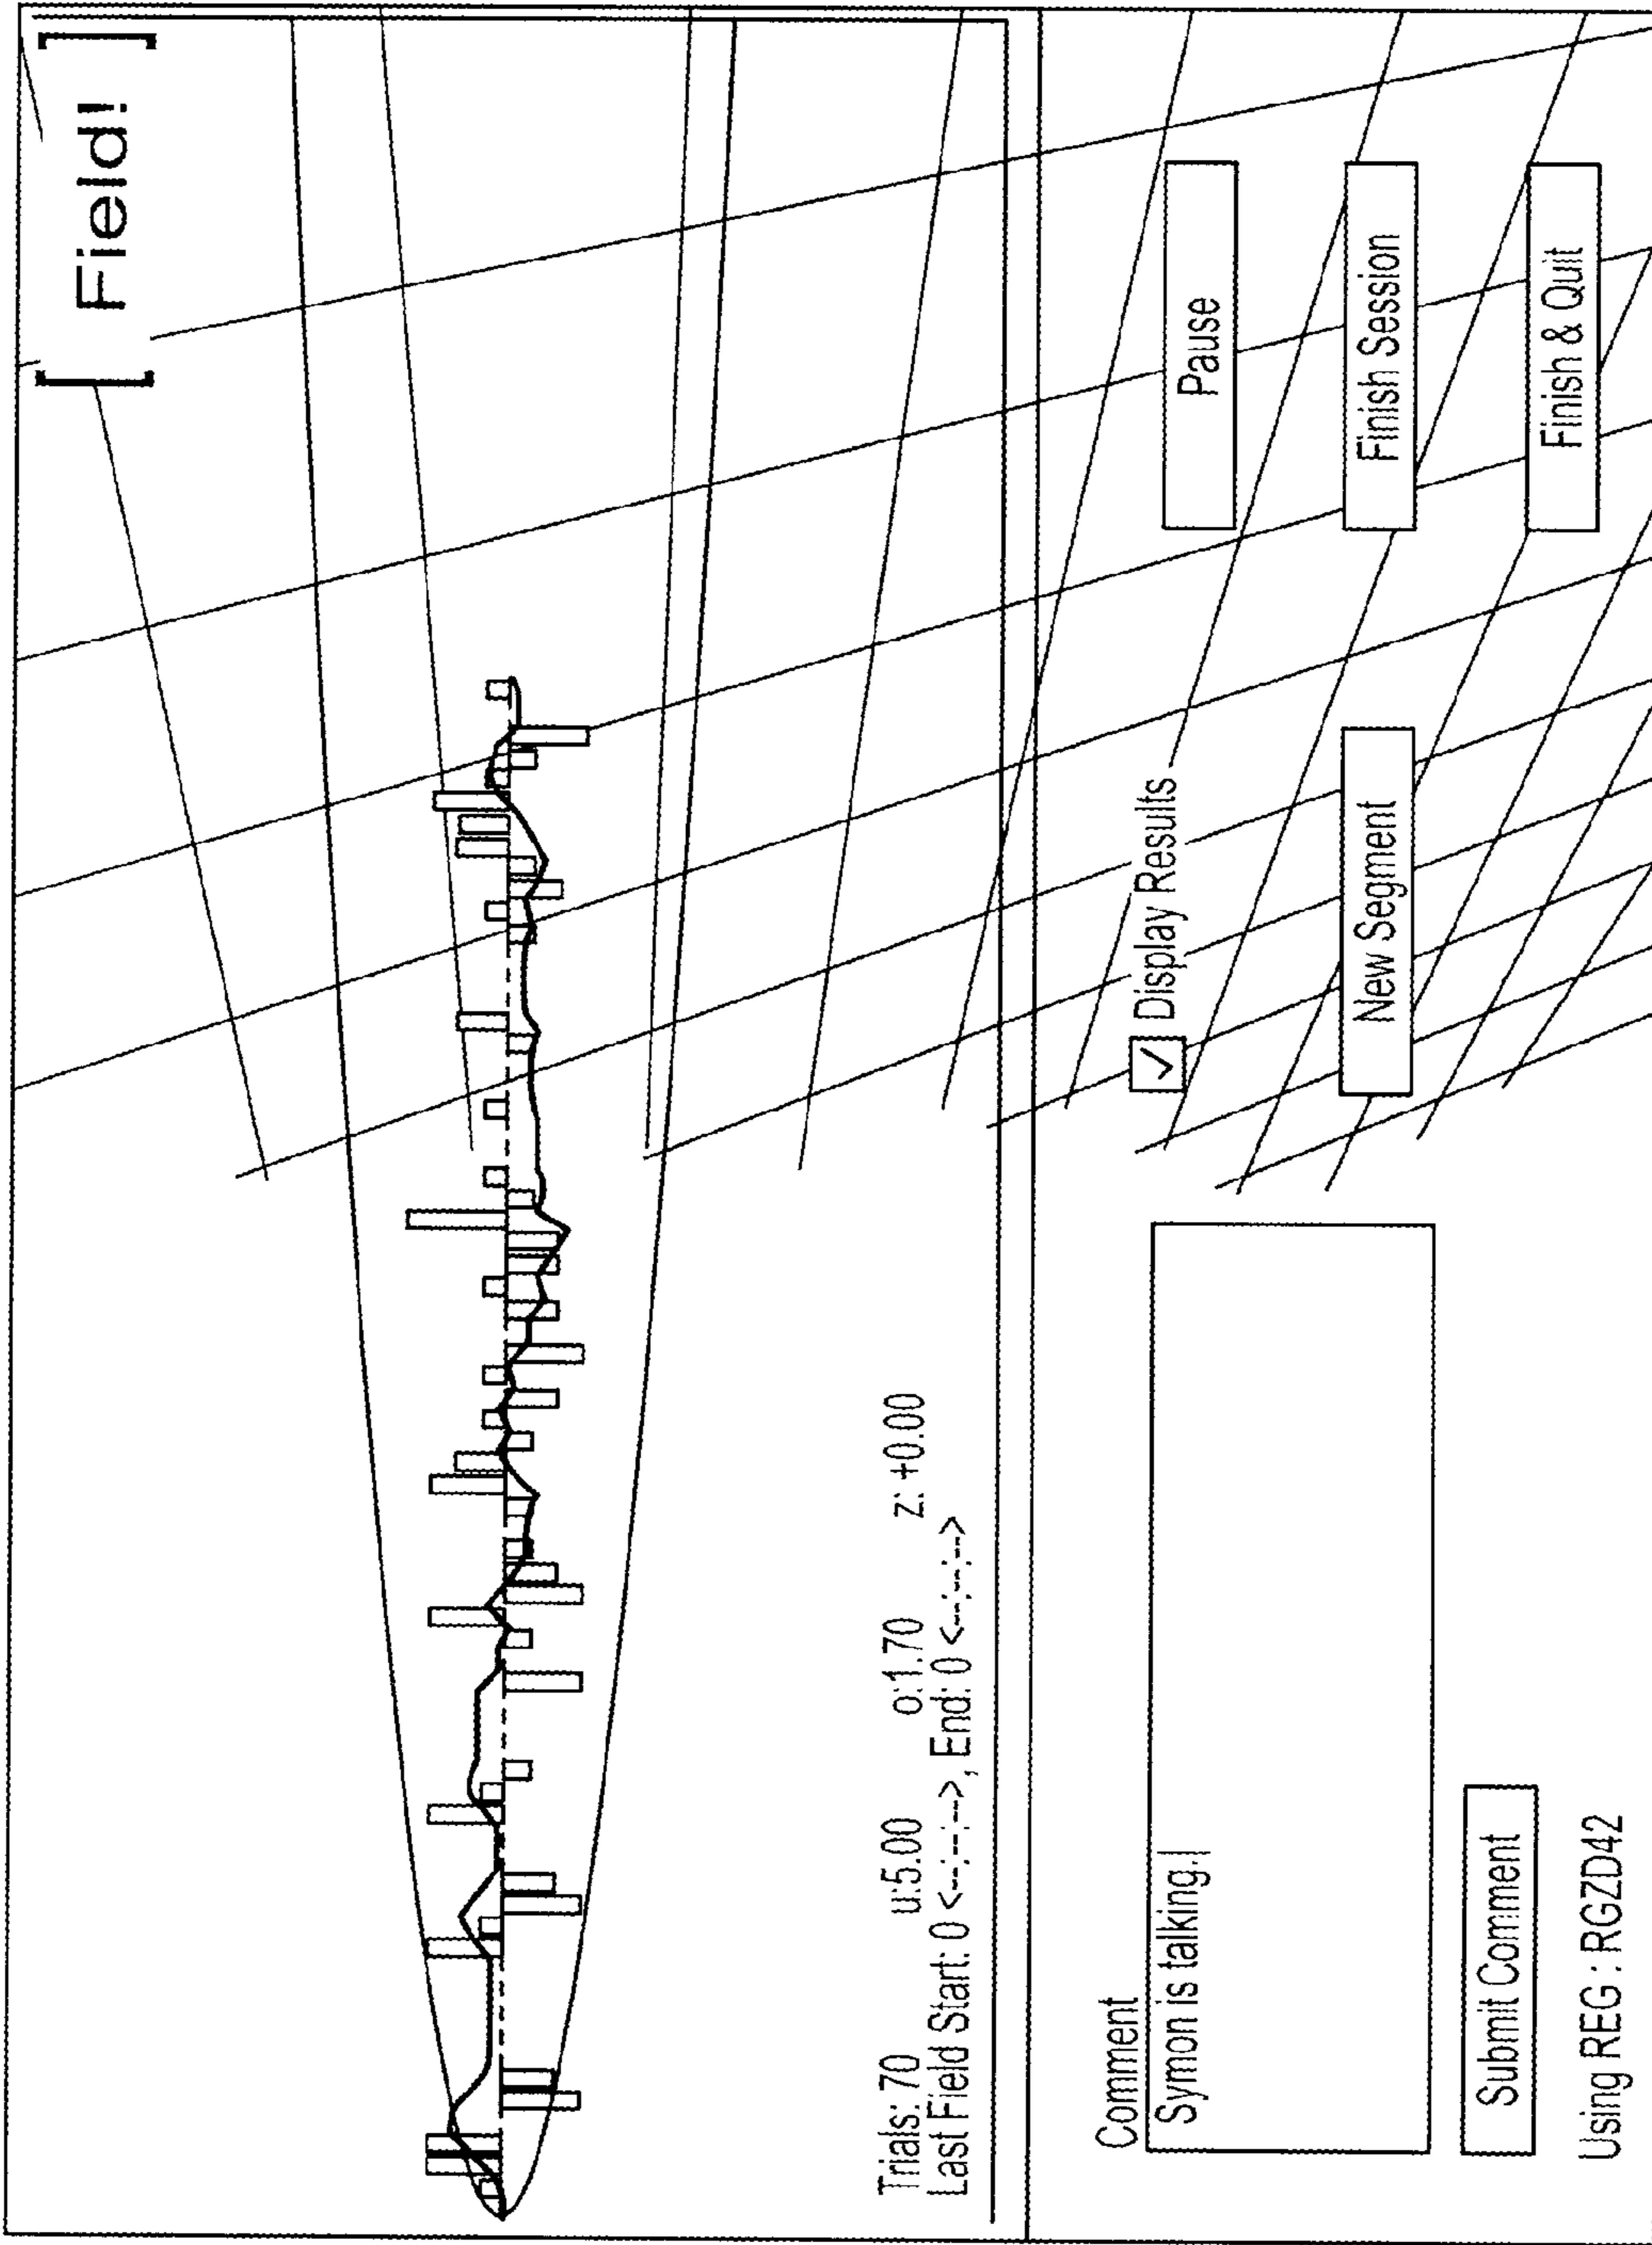 [ Field! ]
Trials: 70 u:5.00 o:1.70 z: +0.00
Last Field Start: 0 <--:--:-->, End: 0 <--:--:-->
Comment
Symon is talking.
✓ Display Results
Pause
New Segment
Finish Session
Submit Comment
Finish & Quit
Using REG : RGZD42